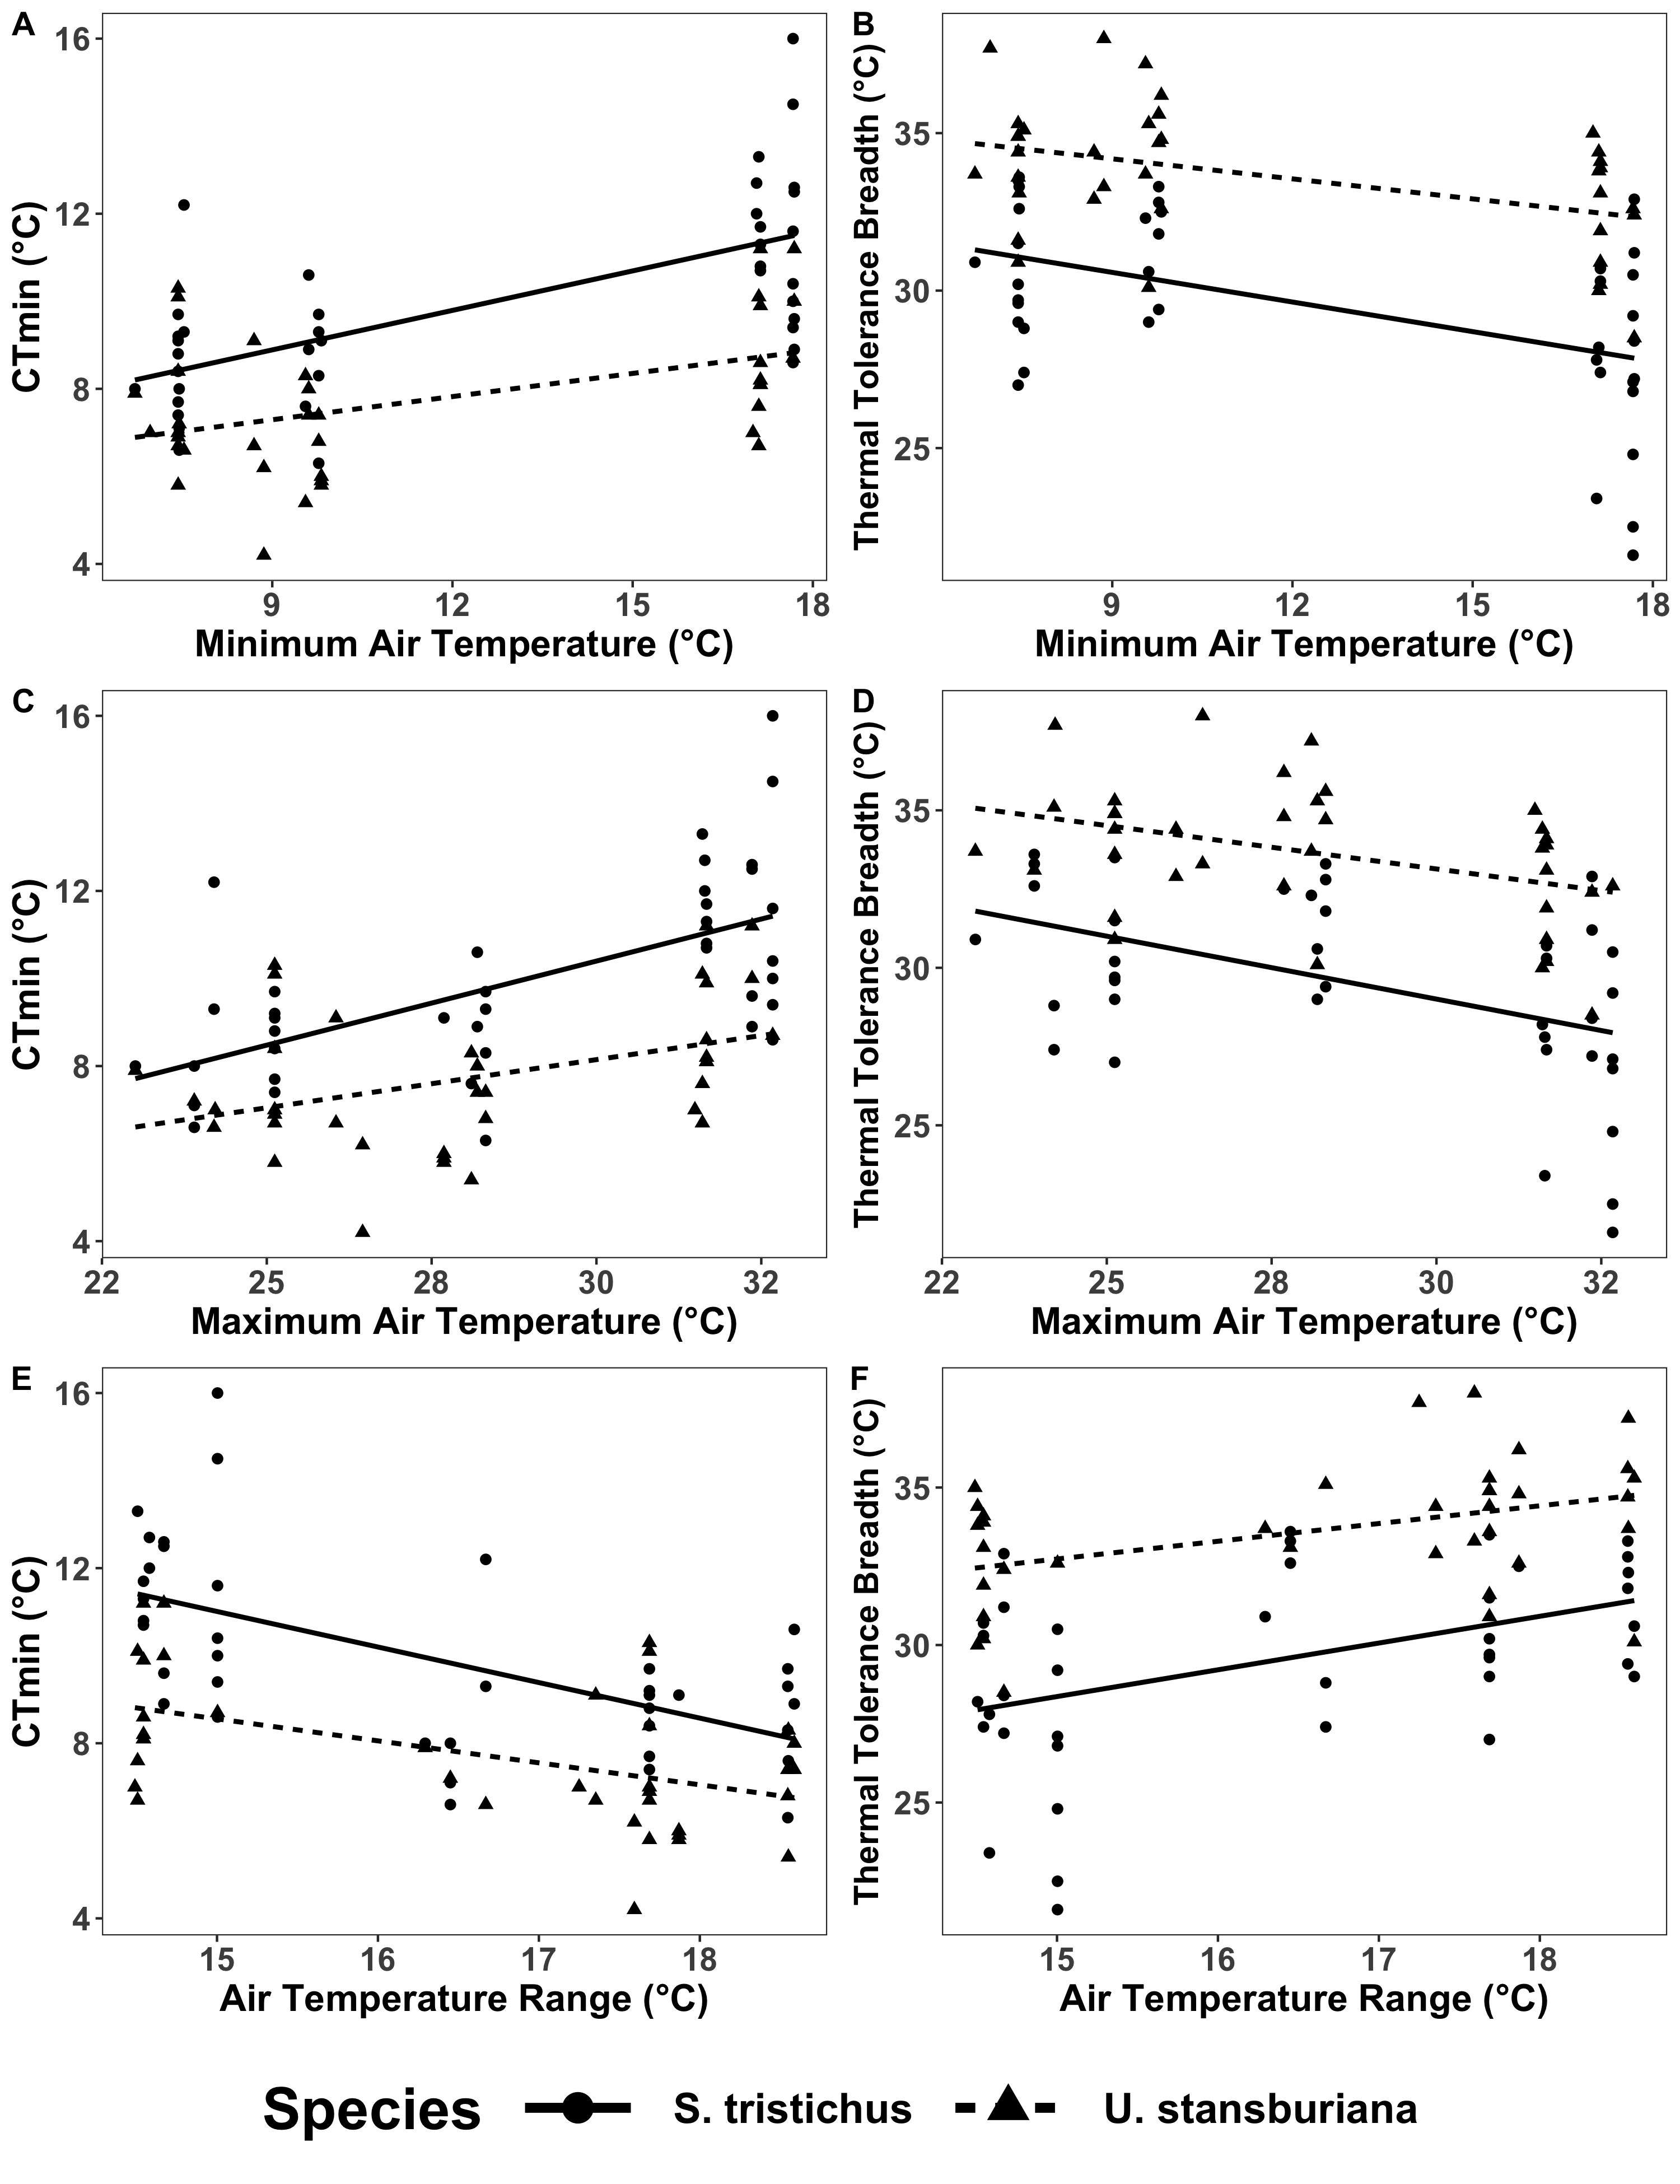 A
CTmin (°C)
16
12
8
4
9 12 15 18
Minimum Air Temperature (°C)
B
Thermal Tolerance Breadth (°C)
35
30
25
9 12 15 18
Minimum Air Temperature (°C)
C
CTmin (°C)
16
12
8
4
22 25 28 30 32
Maximum Air Temperature (°C)
D
Thermal Tolerance Breadth (°C)
35
30
25
22 25 28 30 32
Maximum Air Temperature (°C)
E
CTmin (°C)
16
12
8
4
15 16 17 18
Air Temperature Range (°C)
F
Thermal Tolerance Breadth (°C)
35
30
25
15 16 17 18
Air Temperature Range (°C)
Species S. tristichus U. stansburiana